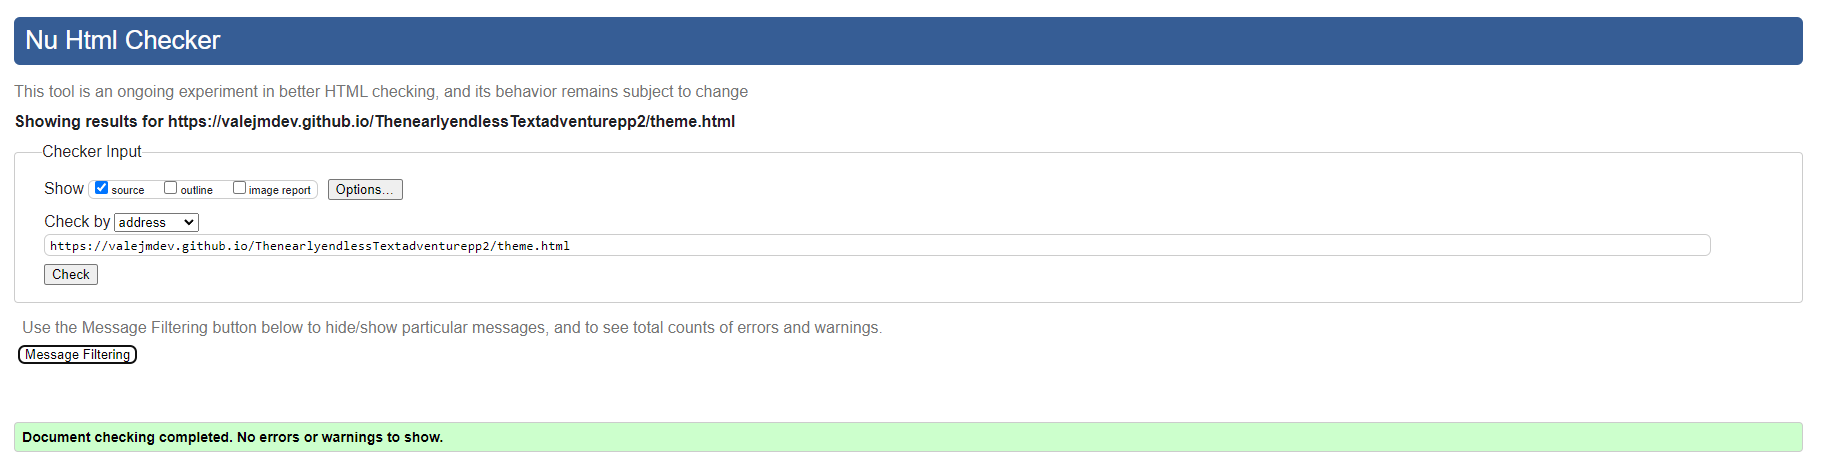 Nu Html Checker
This tool is an ongoing experiment in better HTML checking, and its behavior remains subject to change
Showing results for https://valejmdev.github.io/ThenearlyendlessTextadventurepp2/theme.html
Checker Input
Show source outline image report Options...
Check by address
https://valejmdev.github.io/ThenearlyendlessTextadventurepp2/theme.html
Check
Use the Message Filtering button below to hide/show particular messages, and to see total counts of errors and warnings.
Message Filtering
Document checking completed. No errors or warnings to show.